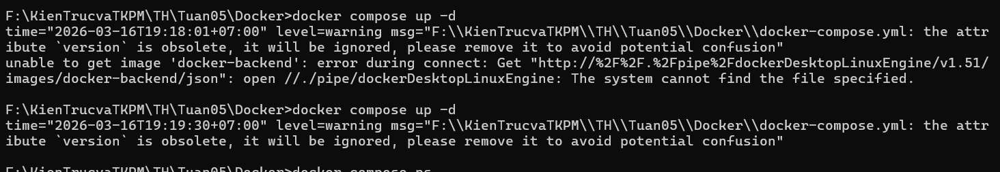 F:\KienTrucvaTKPM\TH\Tuan05\Docker>docker compose up -d
time="2026-03-16T19:18:01+07:00" level=warning msg="F:\\KienTrucvaTKPM\\TH\\Tuan05\\Docker\\docker-compose.yml: the attr
ibute `version` is obsolete, it will be ignored, please remove it to avoid potential confusion"
unable to get image 'docker-backend': error during connect: Get "http://%2F%2F.%2Fpipe%2FdockerDesktopLinuxEngine/v1.51/
images/docker-backend/json": open //./pipe/dockerDesktopLinuxEngine: The system cannot find the file specified.
F:\KienTrucvaTKPM\TH\Tuan05\Docker>docker compose up -d
time="2026-03-16T19:19:30+07:00" level=warning msg="F:\\KienTrucvaTKPM\\TH\\Tuan05\\Docker\\docker-compose.yml: the attr
ibute `version` is obsolete, it will be ignored, please remove it to avoid potential confusion"
F:\KienTrucvaTKPM\TH\Tuan05\Docker>docker compose ps